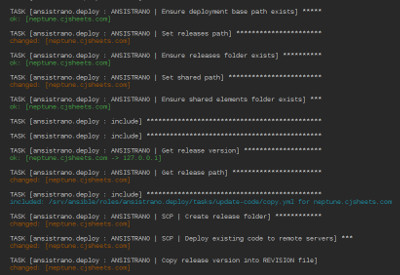 TASK [ansistrano.deploy : ANSISTRANO | Ensure deployment base path exists] *****
ok: [neptune.cjsheets.com]
TASK [ansistrano.deploy : ANSISTRANO | Set releases path] **********************
changed: [neptune.cjsheets.com]
TASK [ansistrano.deploy : ANSISTRANO | Ensure releases folder exists] **********
ok: [neptune.cjsheets.com]
TASK [ansistrano.deploy : ANSISTRANO | Set shared path] ************************
changed: [neptune.cjsheets.com]
TASK [ansistrano.deploy : ANSISTRANO | Ensure shared elements folder exists] ***
ok: [neptune.cjsheets.com]
TASK [ansistrano.deploy : include] *********************************************
TASK [ansistrano.deploy : include] *********************************************
TASK [ansistrano.deploy : ANSISTRANO | Get release version] ********************
ok: [neptune.cjsheets.com -> 127.0.0.1]
TASK [ansistrano.deploy : ANSISTRANO | Get release path] ***********************
changed: [neptune.cjsheets.com]
TASK [ansistrano.deploy : include] *********************************************
included: /srv/ansible/roles/ansistrano.deploy/tasks/update-code/copy.yml for neptune.cjsheets.com
TASK [ansistrano.deploy : ANSISTRANO | SCP | Create release folder] ************
changed: [neptune.cjsheets.com]
TASK [ansistrano.deploy : ANSISTRANO | SCP | Deploy existing code to remote servers] ***
changed: [neptune.cjsheets.com]
TASK [ansistrano.deploy : ANSISTRANO | Copy release version into REVISION file]
changed: [neptune.cjsheets.com]